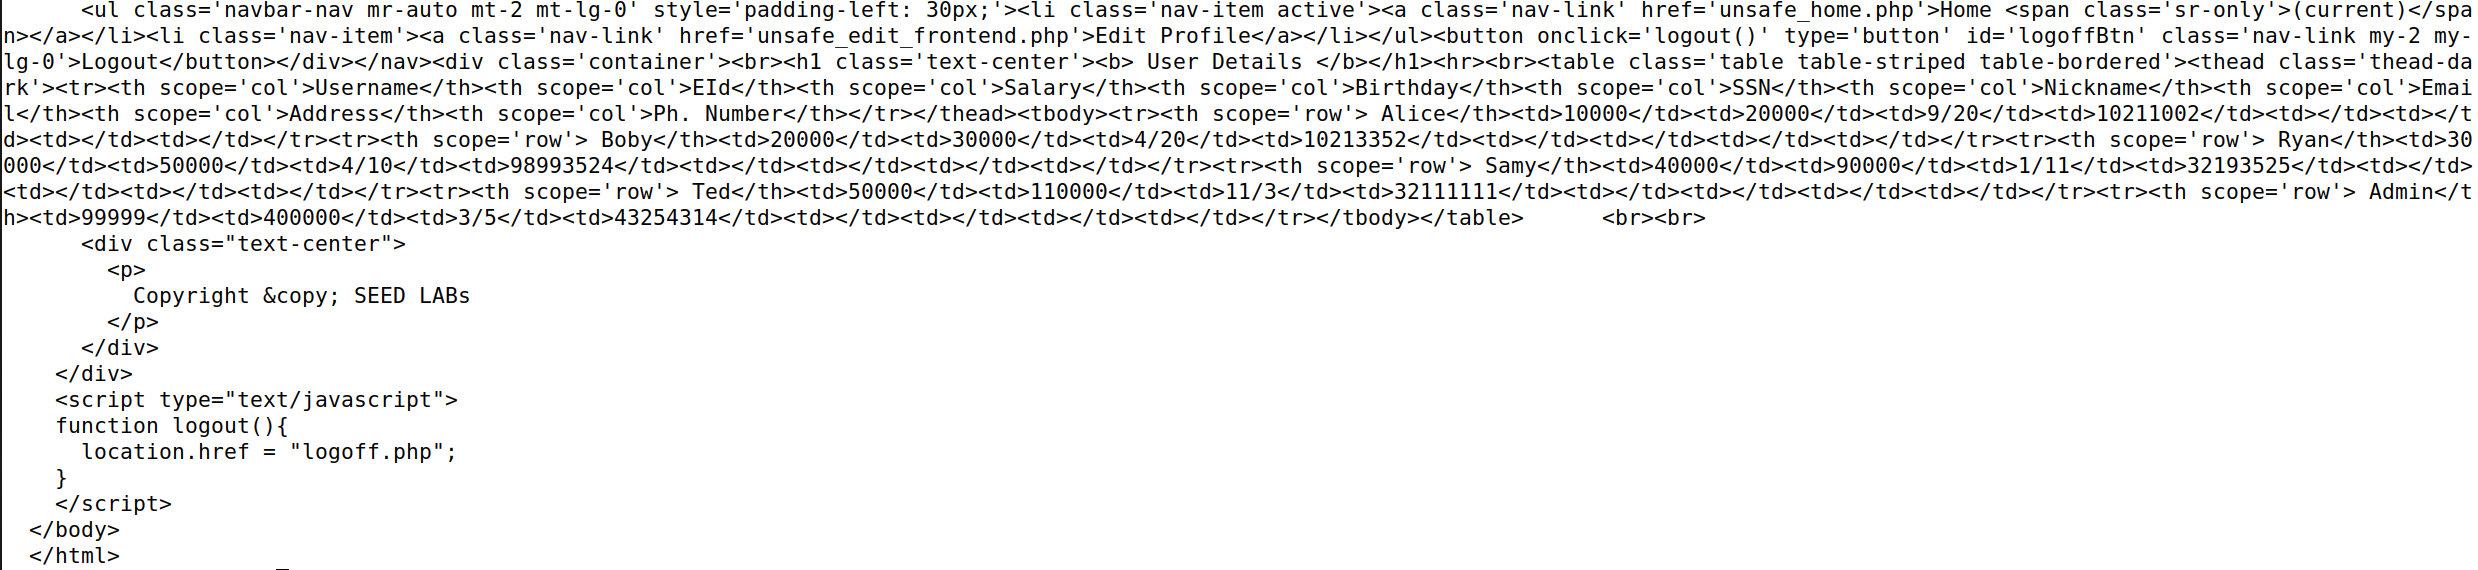 <ul class='navbar-nav mr-auto mt-2 mt-lg-0' style='padding-left: 30px;'><li class='nav-item active'><a class='nav-link' href='unsafe_home.php'>Home <span class='sr-only'>(current)</spa
n></a></li><li class='nav-item'><a class='nav-link' href='unsafe_edit_frontend.php'>Edit Profile</a></li></ul><button onclick='logout()' type='button' id='logoffBtn' class='nav-link my-2 my-
lg-0'>Logout</button></div></nav><div class='container'><br><h1 class='text-center'><b> User Details </b></h1><hr><br><table class='table table-striped table-bordered'><thead class='thead-da
rk'><tr><th scope='col'>Username</th><th scope='col'>EId</th><th scope='col'>Salary</th><th scope='col'>Birthday</th><th scope='col'>SSN</th><th scope='col'>Nickname</th><th scope='col'>Emai
l</th><th scope='col'>Address</th><th scope='col'>Ph. Number</th></tr></thead><tbody><tr><th scope='row'> Alice</th><td>10000</td><td>20000</td><td>9/20</td><td>10211002</td><td></td><td></t
d><td></td><td></td></tr><tr><th scope='row'> Boby</th><td>20000</td><td>30000</td><td>4/20</td><td>10213352</td><td></td><td></td><td></td><td></td></tr><tr><th scope='row'> Ryan</th><td>30
000</td><td>50000</td><td>4/10</td><td>98993524</td><td></td><td></td><td></td><td></td></tr><tr><th scope='row'> Samy</th><td>40000</td><td>90000</td><td>1/11</td><td>32193525</td><td></td>
<td></td><td></td><td></td></tr><tr><th scope='row'> Ted</th><td>50000</td><td>110000</td><td>11/3</td><td>32111111</td><td></td><td></td><td></td><td></td></tr><tr><th scope='row'> Admin</t
h><td>99999</td><td>400000</td><td>3/5</td><td>43254314</td><td></td><td></td><td></td><td></td></tr></tbody></table>      <br><br>
      <div class="text-center">
        <p>
          Copyright &copy; SEED LABs
        </p>
      </div>
    </div>
    <script type="text/javascript">
    function logout(){
      location.href = "logoff.php";
    }
    </script>
  </body>
  </html>